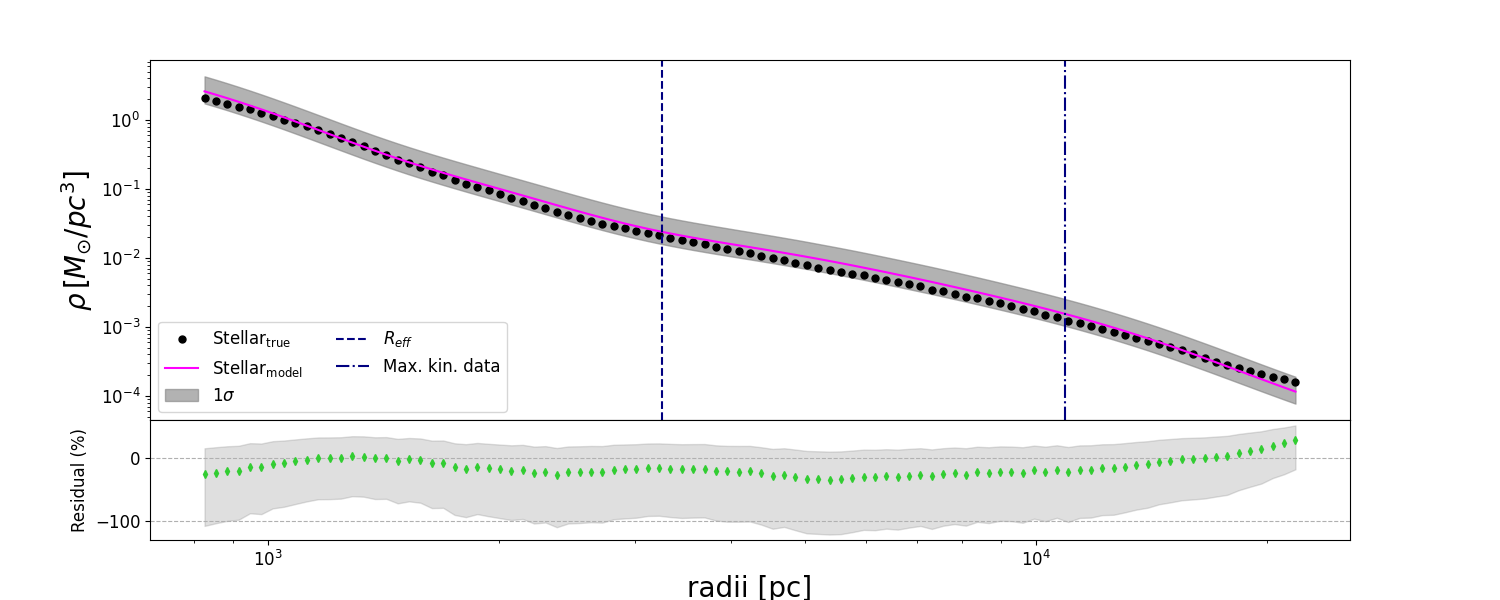 10⁰
10⁻¹
10⁻²
10⁻³
10⁻⁴
ρ [M⊙/pc³]
Stellar_true
Stellar_model
1σ
R_eff
Max. kin. data
Residual (%)
0
−100
10³
10⁴
radii [pc]